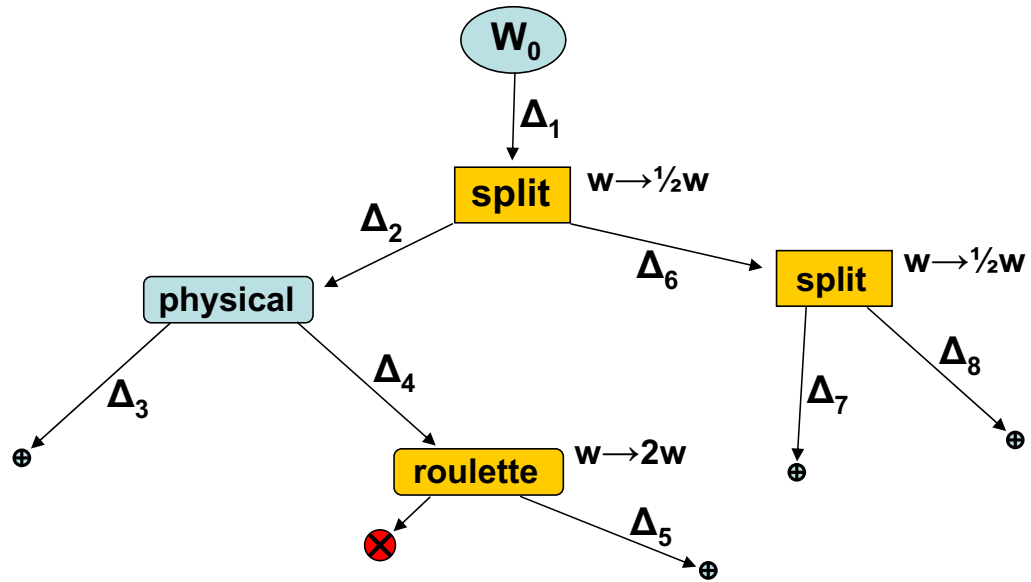 W₀
Δ₁
split
w→½w
Δ₂
Δ₆
split
w→½w
physical
Δ₃
Δ₄
Δ₇
Δ₈
roulette
w→2w
Δ₅